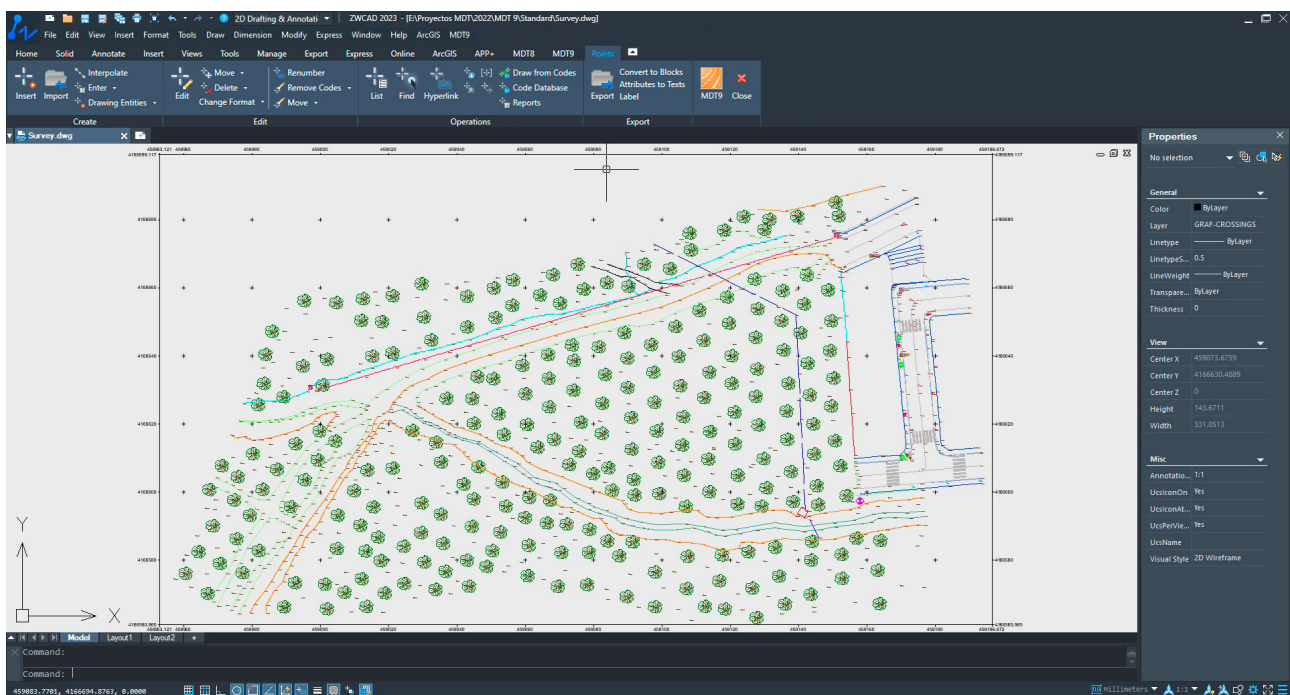 2D Drafting & Annotati
ZWCAD 2023 - [E\Proyectos MDT\2022\MDT 9\Standard\Survey.dwg]
File Edit View Insert Format Tools Draw Dimension Modify Express Window Help ArcGIS MDT9
Home Solid Annotate Insert Views Tools Manage Export Express Online ArcGIS APP+ MDT8 MDT9 Points
Interpolate Move Renumber Draw from Codes Convert to Blocks
Enter Delete Remove Codes Code Database Attributes to Texts
Insert Import Drawing Entities Edit Change Format Move List Find Hyperlink Reports Export Label MDT9 Close
Create Edit Operations Export
Survey.dwg
Properties
No selection
General
Color ByLayer
Layer GRAF-CROSSINGS
Linetype ByLayer
LinetypeS... 0.5
LineWeight ByLayer
Transpare... ByLayer
Thickness 0
View
Center X 459073.6759
Center Y 4166630.4889
Center Z 0
Height 143.6711
Width 331.0513
Misc
Annotatio... 1:1
UcsIconOn Yes
UcsIconAt... Yes
UcsPerVie... Yes
UcsName
Visual Style 2D Wireframe
Y
X
Model Layout1 Layout2 +
Command:
Command:
459083.7701, 4166694.8763, 0.0000
Millimeters 1:1